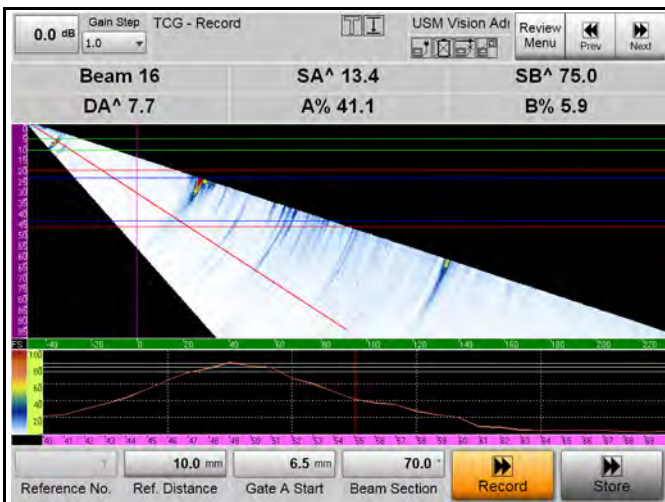 0.0 dB
Gain Step
1.0
TCG - Record
USM Vision Adı
Review Menu
Prev
Next
Beam 16
SA^ 13.4
SB^ 75.0
DA^ 7.7
A% 41.1
B% 5.9
FS -40 -20 0 20 40 60 80 100 120 140 160 180 200 220
100
80
60
40
20
40 41 42 43 44 45 46 47 48 49 50 51 52 53 54 55 56 57 58 59 60 61 62 63 64 65 66 67 68 69
10.0 mm
6.5 mm
70.0 °
Reference No.
Ref. Distance
Gate A Start
Beam Section
Record
Store